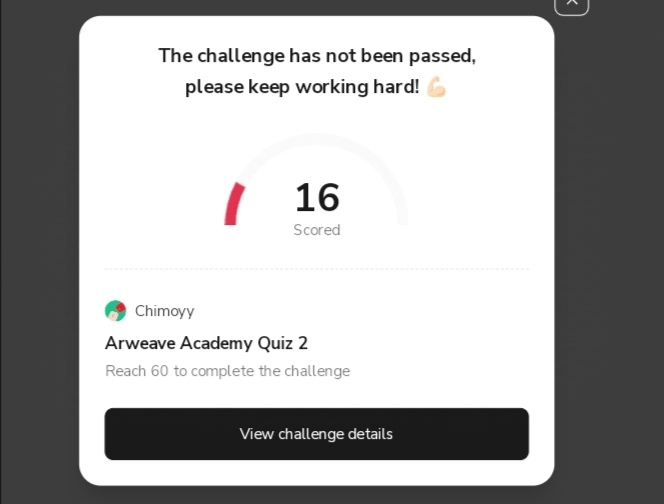 The challenge has not been passed,
please keep working hard! 💪🏻
16
Scored
Chimoyy
Arweave Academy Quiz 2
Reach 60 to complete the challenge
View challenge details